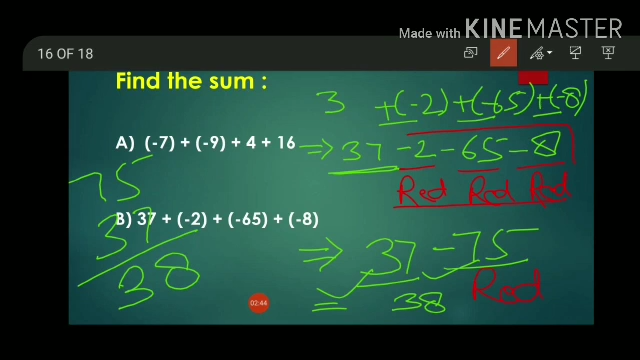 Made with KINEMASTER
16 OF 18
Find the sum :
3 +(-2)+(-65)+(-8)
A) (-7) + (-9) + 4 + 16
⇒ 37 -2 - 65 - 8
Red Red Red
75
37
38
B) 37 + (-2) + (-65) + (-8)
⇒ 37 - 75
= 38 Red
02:44